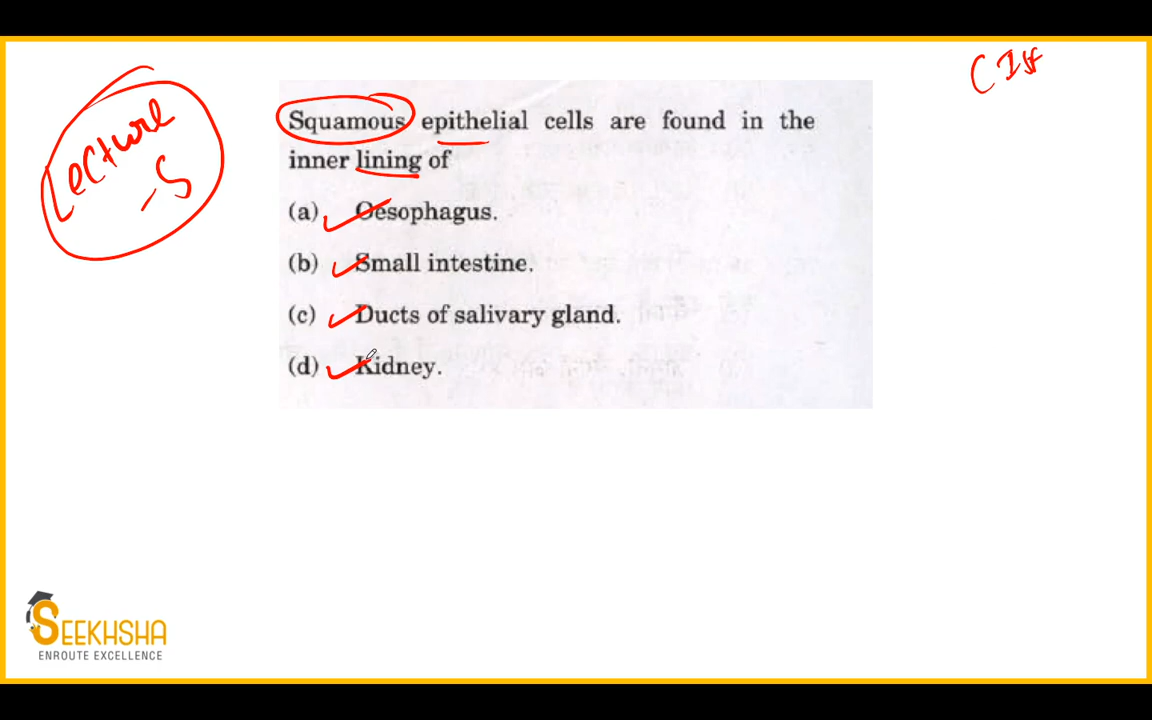 Lecture
-5
Squamous epithelial cells are found in the
inner lining of
(a) Oesophagus.
(b) Small intestine.
(c) Ducts of salivary gland.
(d) Kidney.
SEEKHSHA
ENROUTE EXCELLENCE